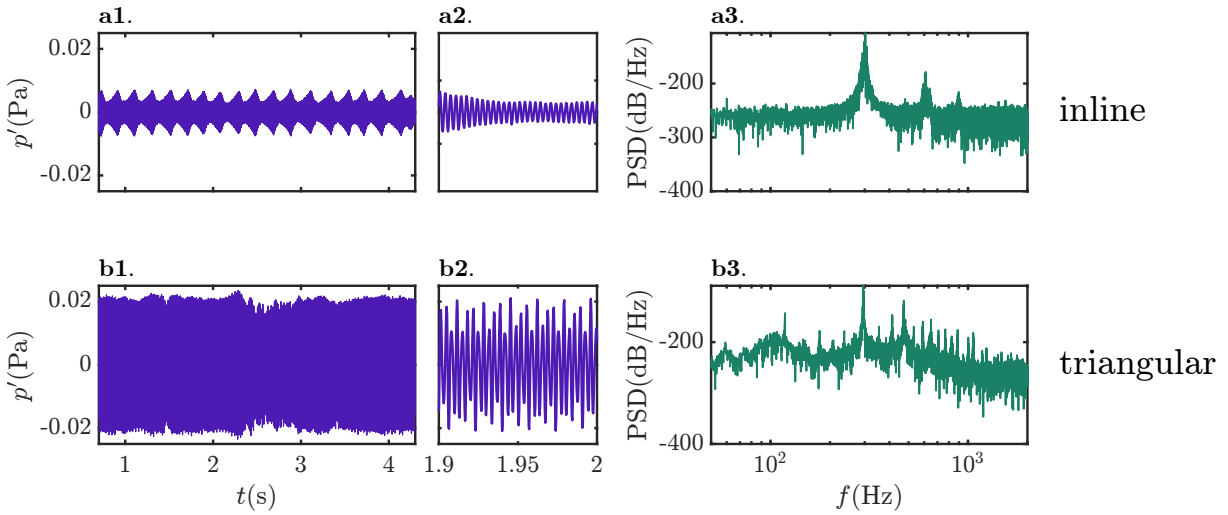 a1. a2. a3.
0.02
0
-0.02
p′(Pa)
-200
-300
-400
PSD(dB/Hz)
inline
b1. b2. b3.
0.02
0
-0.02
p′(Pa)
1 2 3 4
t(s)
1.9 1.95 2
-200
-400
PSD(dB/Hz)
10² 10³
f(Hz)
triangular